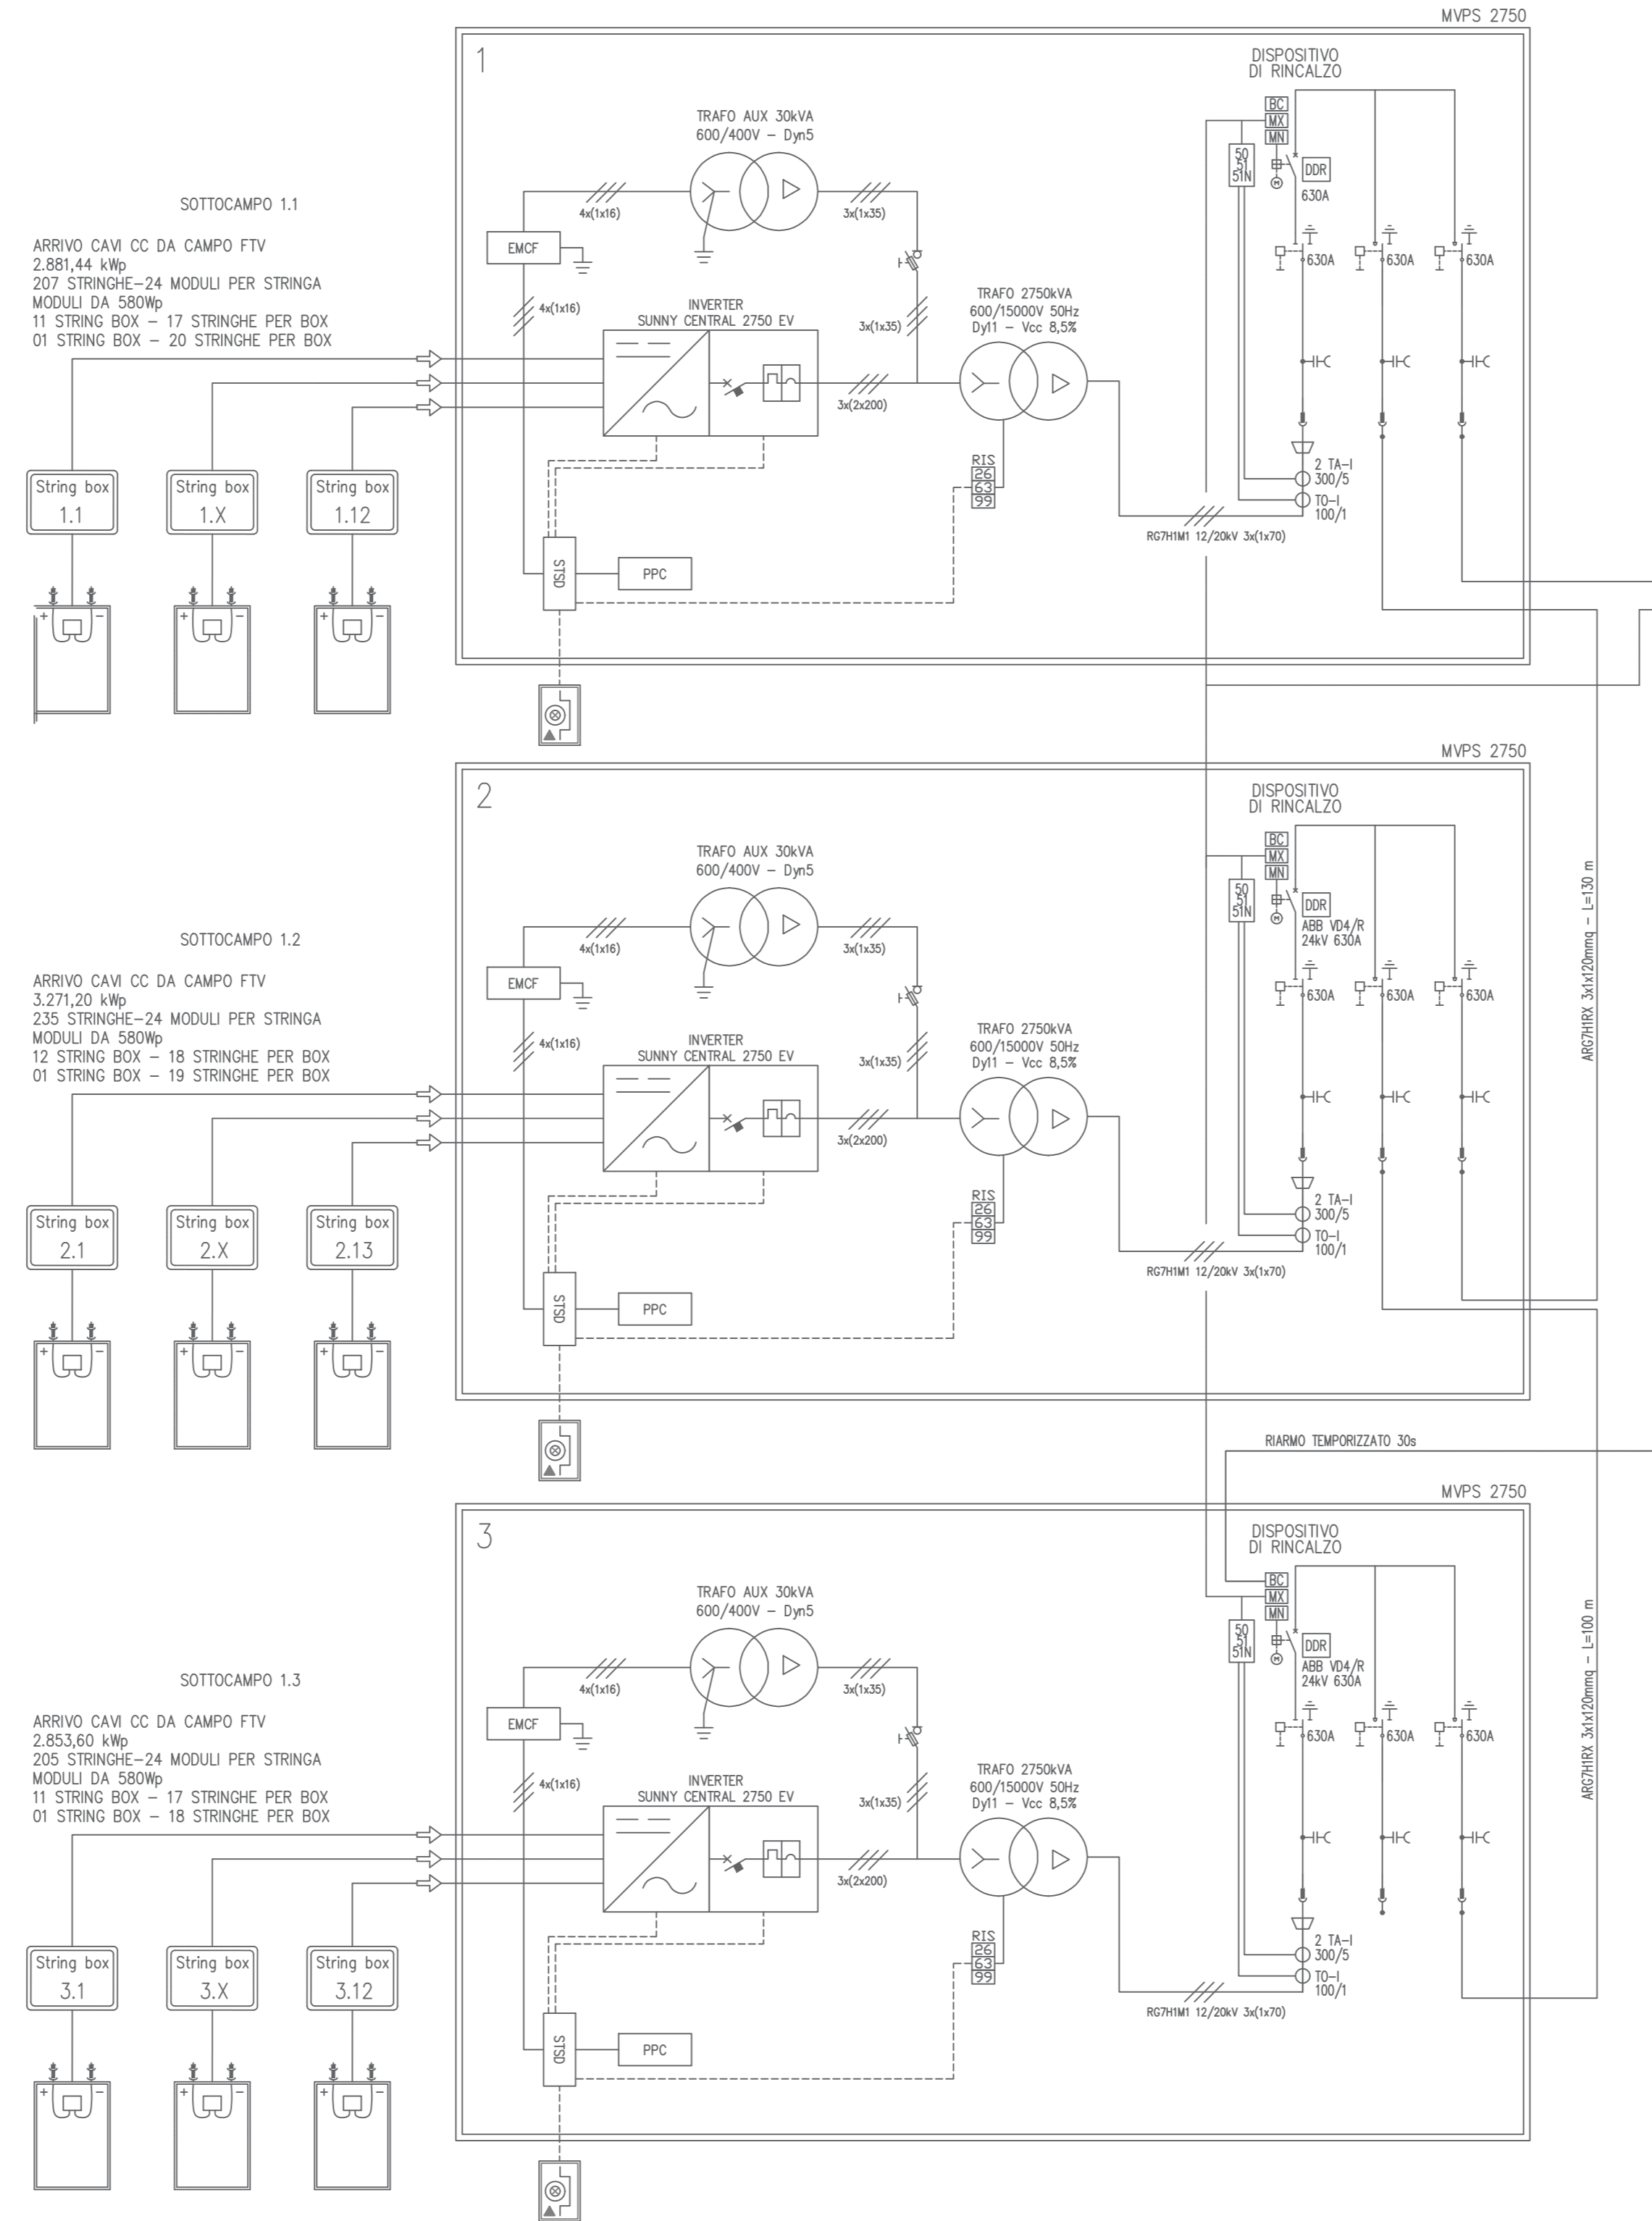 MVPS 2750
1
DISPOSITIVO
DI RINCALZO
TRAFO AUX 30kVA
600/400V – Dyn5
BC
MX
MN
50
51
51N
DDR
630A
4x(1x16)
3x(1x35)
SOTTOCAMPO 1.1
ARRIVO CAVI CC DA CAMPO FTV
2.881,44 kWp
207 STRINGHE–24 MODULI PER STRINGA
MODULI DA 580Wp
11 STRING BOX – 17 STRINGHE PER BOX
01 STRING BOX – 20 STRINGHE PER BOX
EMCF
630A
630A
630A
4x(1x16)
INVERTER
SUNNY CENTRAL 2750 EV
3x(1x35)
TRAFO 2750kVA
600/15000V 50Hz
Dy11 – Vcc 8,5%
3x(2x200)
String box
1.1
String box
1.X
String box
1.12
RIS
26
63
99
2 TA–I
300/5
TO–I
100/1
RG7H1M1 12/20kV 3x(1x70)
STSD
PPC
+ –
+ –
+ –
MVPS 2750
2
DISPOSITIVO
DI RINCALZO
TRAFO AUX 30kVA
600/400V – Dyn5
BC
MX
MN
50
51
51N
DDR
ABB VD4/R
24kV 630A
4x(1x16)
3x(1x35)
ARG7H1RX 3x1x120mmq – L=130 m
SOTTOCAMPO 1.2
ARRIVO CAVI CC DA CAMPO FTV
3.271,20 kWp
235 STRINGHE–24 MODULI PER STRINGA
MODULI DA 580Wp
12 STRING BOX – 18 STRINGHE PER BOX
01 STRING BOX – 19 STRINGHE PER BOX
EMCF
630A
630A
630A
4x(1x16)
INVERTER
SUNNY CENTRAL 2750 EV
3x(1x35)
TRAFO 2750kVA
600/15000V 50Hz
Dy11 – Vcc 8,5%
3x(2x200)
String box
2.1
String box
2.X
String box
2.13
RIS
26
63
99
2 TA–I
300/5
TO–I
100/1
RG7H1M1 12/20kV 3x(1x70)
STSD
PPC
+ –
+ –
+ –
RIARMO TEMPORIZZATO 30s
MVPS 2750
3
DISPOSITIVO
DI RINCALZO
TRAFO AUX 30kVA
600/400V – Dyn5
BC
MX
MN
50
51
51N
DDR
ABB VD4/R
24kV 630A
4x(1x16)
3x(1x35)
ARG7H1RX 3x1x120mmq – L=100 m
SOTTOCAMPO 1.3
ARRIVO CAVI CC DA CAMPO FTV
2.853,60 kWp
205 STRINGHE–24 MODULI PER STRINGA
MODULI DA 580Wp
11 STRING BOX – 17 STRINGHE PER BOX
01 STRING BOX – 18 STRINGHE PER BOX
EMCF
630A
630A
630A
4x(1x16)
INVERTER
SUNNY CENTRAL 2750 EV
3x(1x35)
TRAFO 2750kVA
600/15000V 50Hz
Dy11 – Vcc 8,5%
3x(2x200)
String box
3.1
String box
3.X
String box
3.12
RIS
26
63
99
2 TA–I
300/5
TO–I
100/1
RG7H1M1 12/20kV 3x(1x70)
STSD
PPC
+ –
+ –
+ –